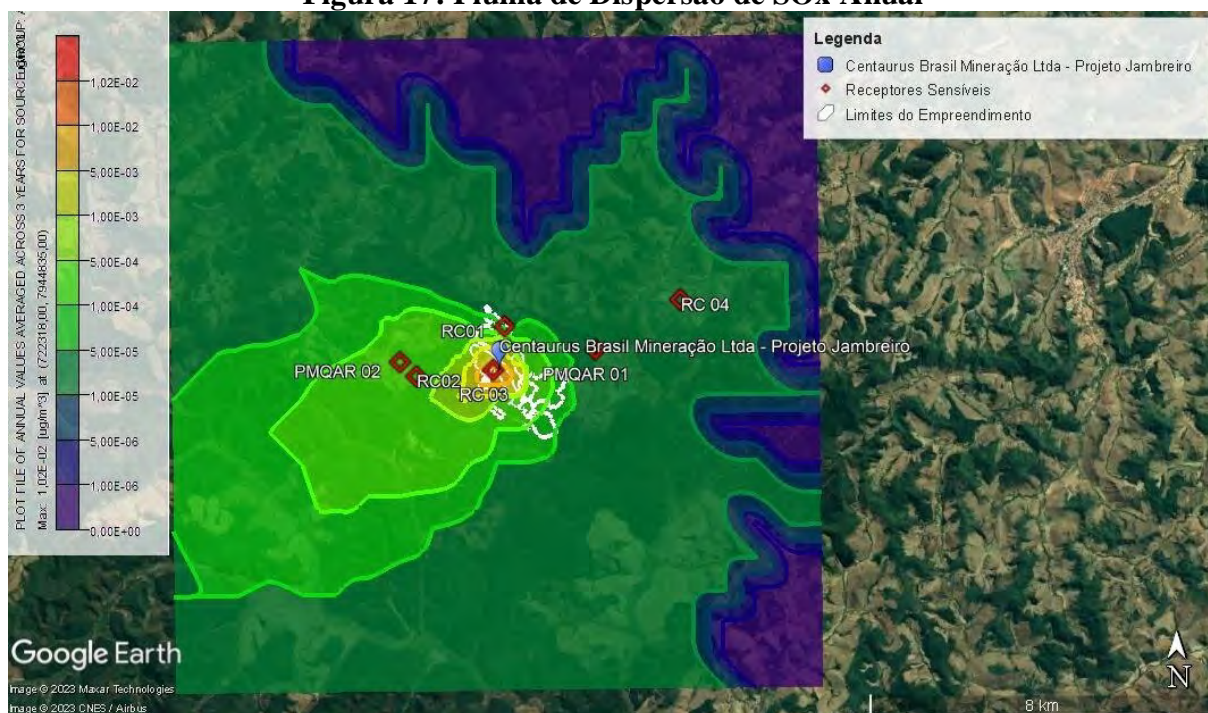 Figura 17: Pluma de Dispersão de SOx Anual
PLOT FILE OF ANNUAL VALUES AVERAGED ACROSS 3 YEARS FOR SOURCE GROUP: A
Max: 1,02E-02 [ug/m^3] at (722318,00, 7944835,00)
1,02E-02
1,00E-02
5,00E-03
1,00E-03
5,00E-04
1,00E-04
5,00E-05
1,00E-05
5,00E-06
1,00E-06
0,00E+00
Legenda
Centaurus Brasil Mineração Ltda - Projeto Jambreiro
Receptores Sensíveis
Limites do Empreendimento
RC 04
RC01
Centaurus Brasil Mineração Ltda - Projeto Jambreiro
PMQAR 02
RC02
PMQAR 01
RC 03
Google Earth
Image © 2023 Maxar Technologies
Image © 2023 CNES / Airbus
N
8 km